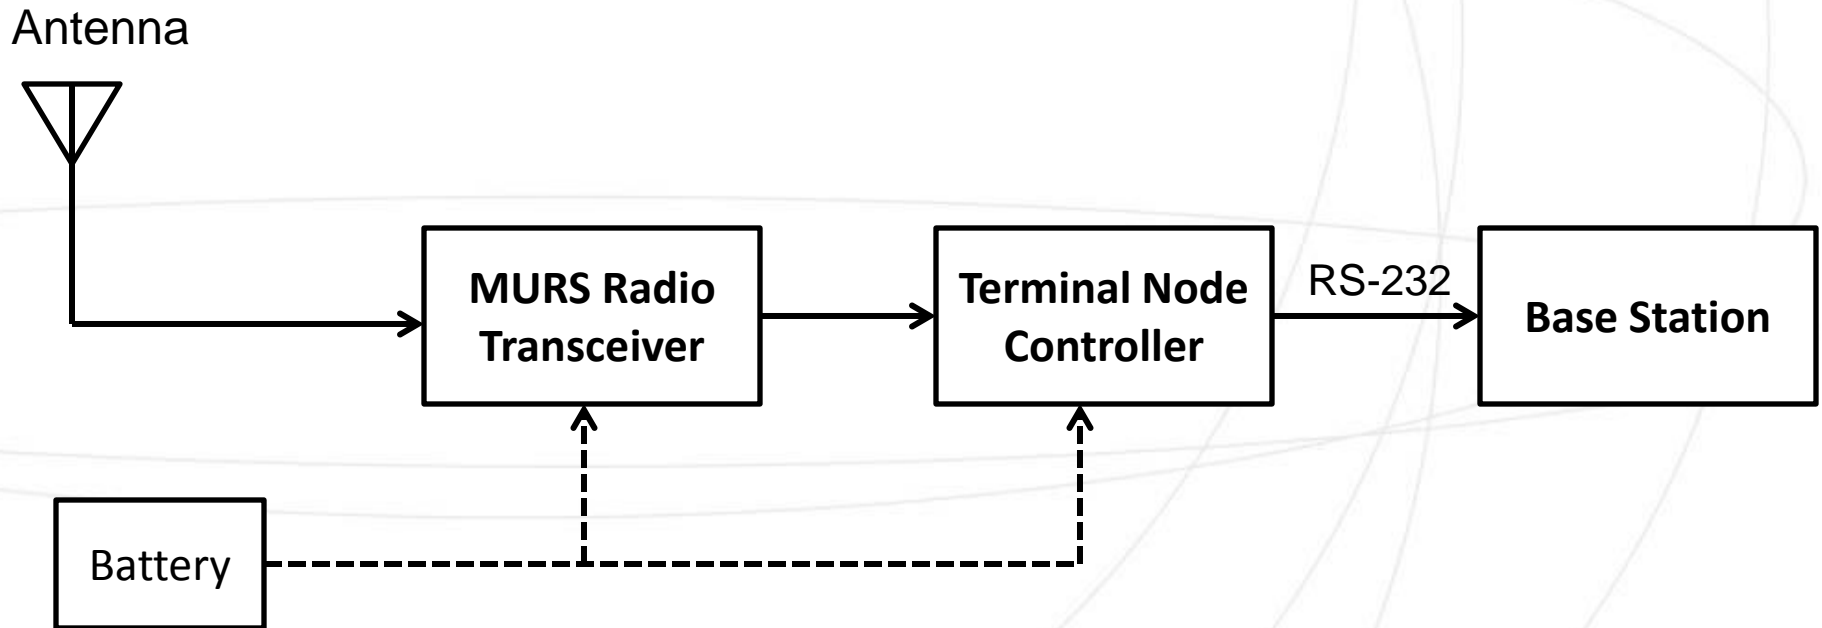 Antenna
MURS Radio
Transceiver
Terminal Node
Controller
RS-232
Base Station
Battery